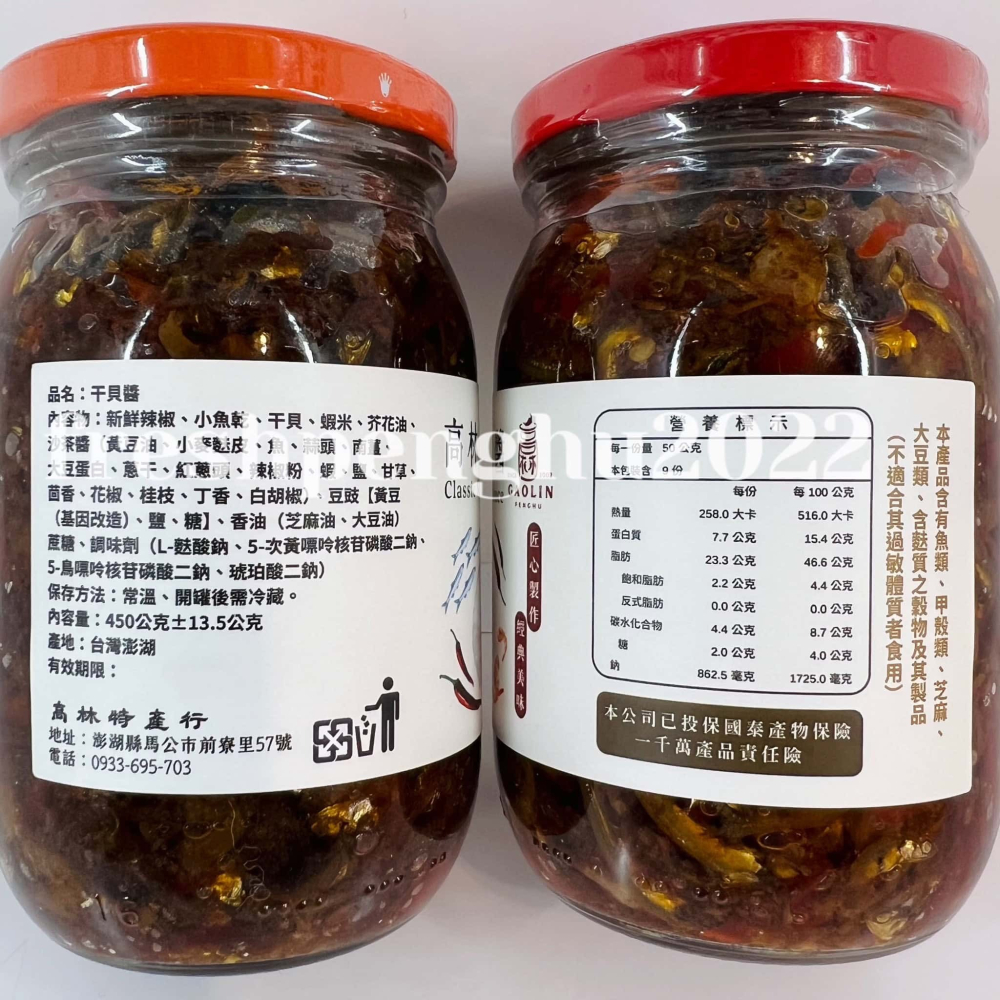 品名：干貝醬
內容物：新鮮辣椒、小魚乾、干貝、蝦米、芥花油、
沙茶醬（黃豆油、小麥麩皮、魚、蒜頭、南薑、
大豆蛋白、蔥干、紅蔥頭、辣椒粉、蝦、鹽、甘草、
茴香、花椒、桂枝、丁香、白胡椒）、豆豉【黃豆
（基因改造）、鹽、糖】、香油（芝麻油、大豆油）
蔗糖、調味劑（L-麩酸鈉、5-次黃嘌呤核苷磷酸二鈉、
5-鳥嘌呤核苷磷酸二鈉、琥珀酸二鈉）
保存方法：常溫、開罐後需冷藏。
內容量：450公克±13.5公克
產地：台灣澎湖
有效期限：
高林特產行
地址：澎湖縣馬公市前寮里57號
電話：0933-695-703
高林
Classi
GAOLIN
PENGHU
匠心製作
經典美味
營養標示
每一份量 50 公克
本包裝含 9 份
每份 每 100 公克
熱量 258.0 大卡 516.0 大卡
蛋白質 7.7 公克 15.4 公克
脂肪 23.3 公克 46.6 公克
飽和脂肪 2.2 公克 4.4 公克
反式脂肪 0.0 公克 0.0 公克
碳水化合物 4.4 公克 8.7 公克
糖 2.0 公克 4.0 公克
鈉 862.5 毫克 1725.0 毫克
本公司已投保國泰產物保險
一千萬產品責任險
本產品含有魚類、甲殼類、芝麻、
大豆類、含麩質之穀物及其製品
（不適合具過敏體質者食用）
freshpenghu2022